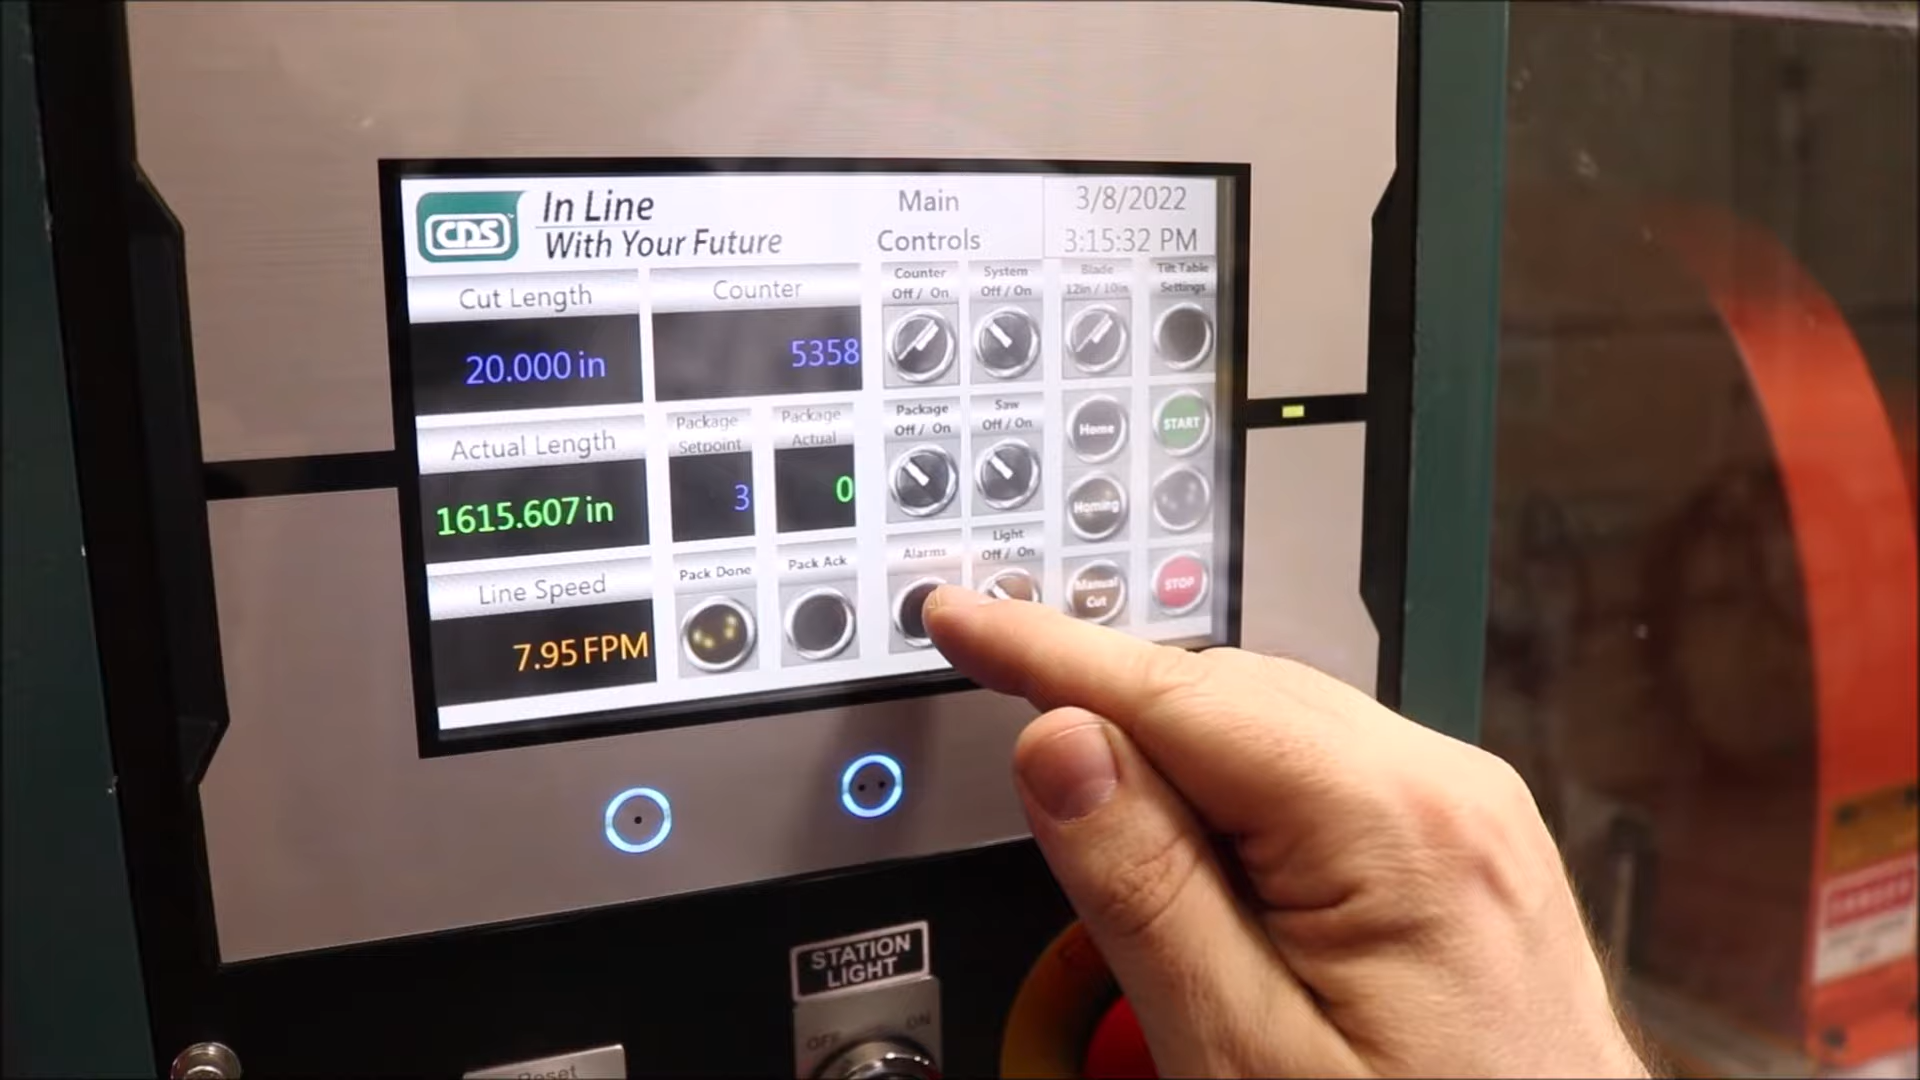 CDS
In Line
With Your Future
Main
Controls
3/8/2022
3:15:32 PM
Cut Length
20.000 in
Counter
5358
Counter
Off / On
System
Off / On
Blade
12in / 10in
Tilt Table
Settings
Actual Length
1615.607 in
Package
Setpoint
3
Package
Actual
0
Package
Off / On
Saw
Off / On
Home
START
Homing
Line Speed
7.95 FPM
Pack Done
Pack Ack
Alarms
Light
Off / On
Manual
Cut
STOP
STATION
LIGHT
OFF
ON
Reset